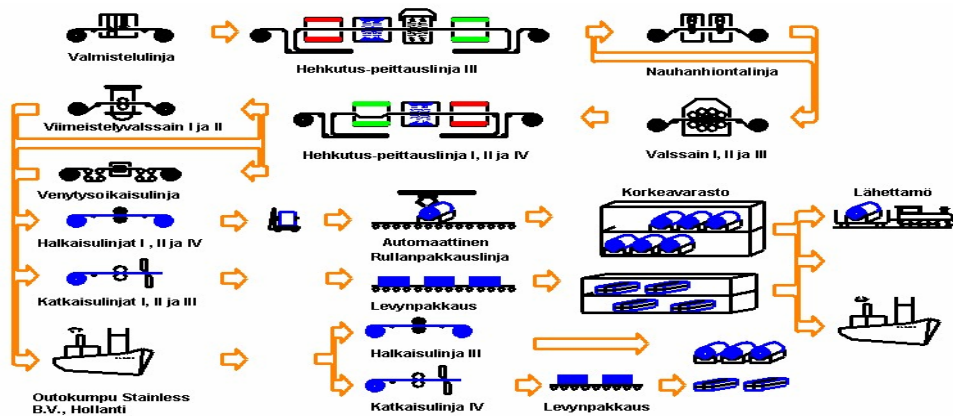 Valmistelulinja
Hehkutus-peittauslinja III
Nauhanhiontalinja
Viimeistelyvalssain I ja II
Hehkutus-peittauslinja I, II ja IV
Valssain I, II ja III
Venytysoikaisulinja
Korkeavarasto
Lähettamö
Halkaisulinjat I , II ja IV
Automaattinen
Rullanpakkauslinja
Katkaisulinjat I, II ja III
Levynpakkaus
Halkaisulinja III
Outokumpu Stainless
B.V., Hollanti
Katkaisulinja IV
Levynpakkaus